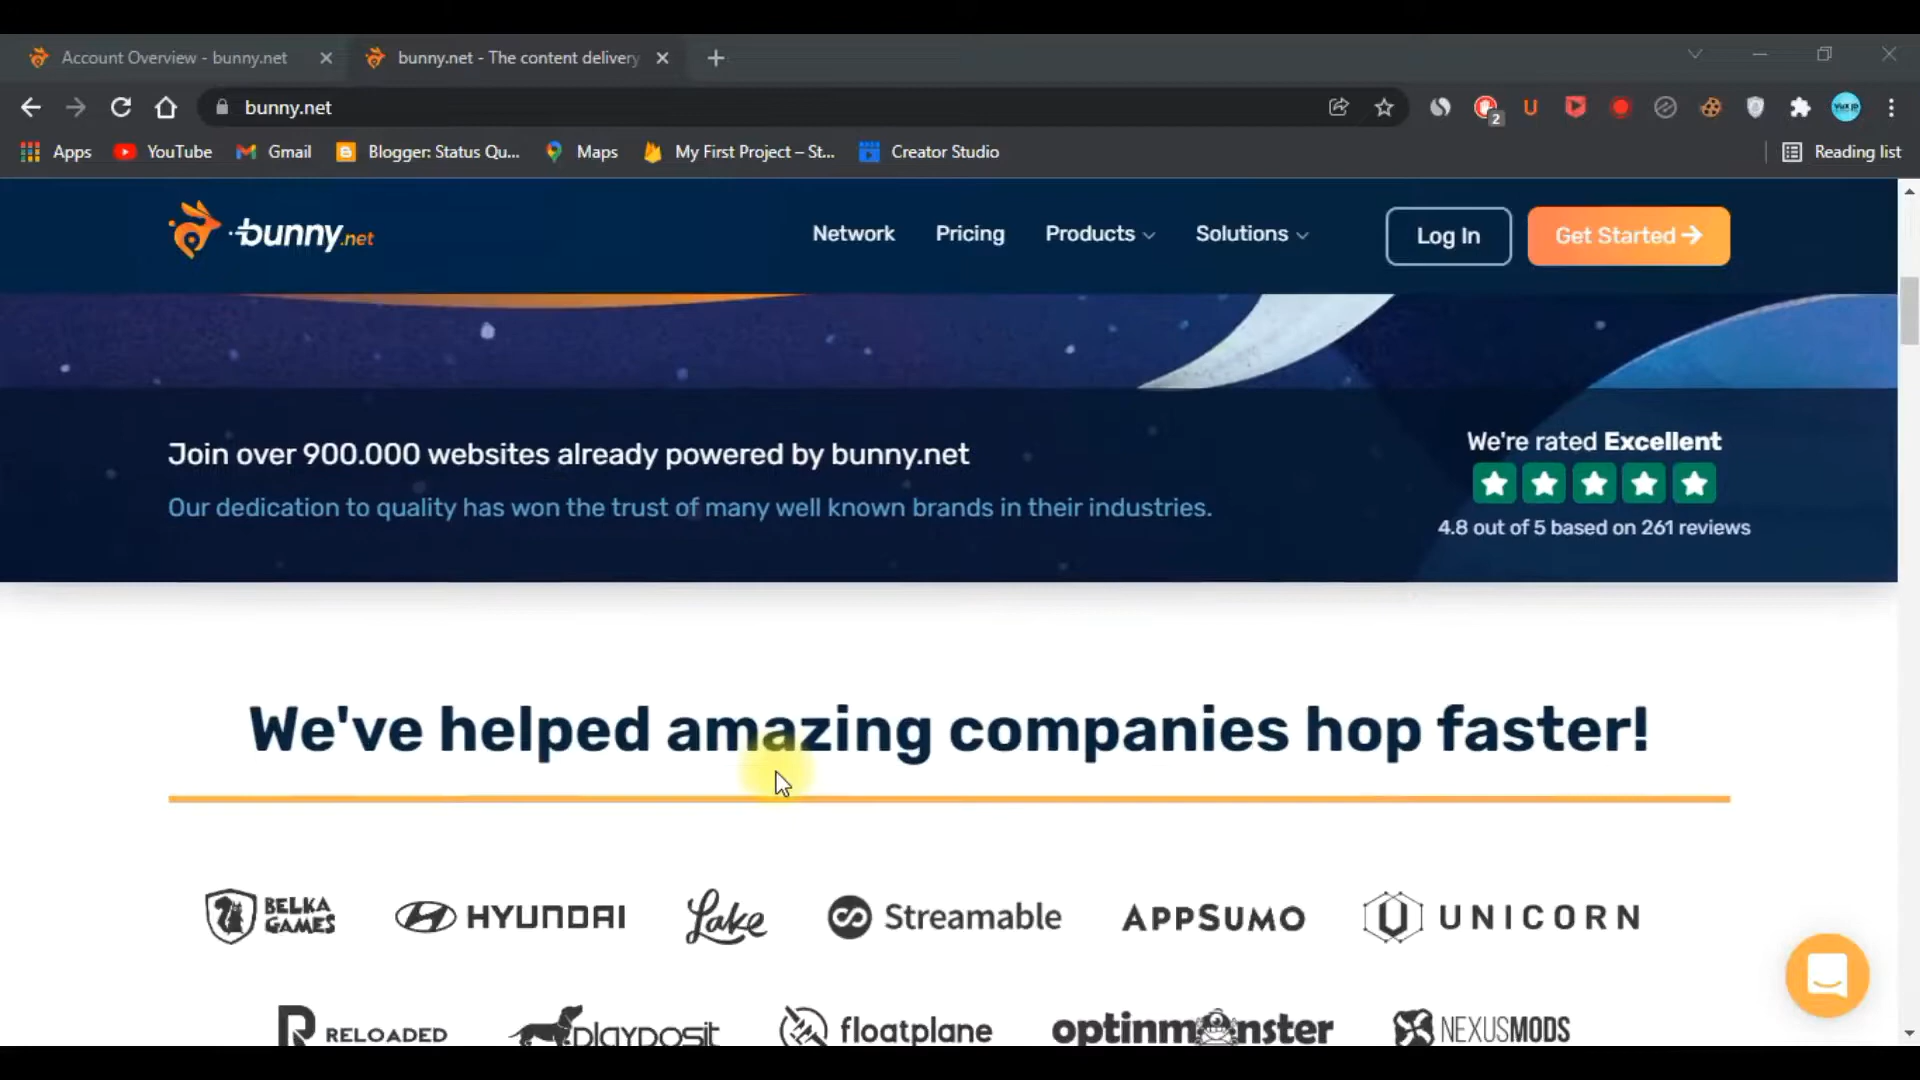 Account Overview - bunny.net
bunny.net - The content delivery
bunny.net
2
U
Apps
YouTube
Gmail
Blogger: Status Qu...
Maps
My First Project – St...
Creator Studio
Reading list
bunny.net
Network
Pricing
Products
Solutions
Log In
Get Started →
Join over 900.000 websites already powered by bunny.net
We're rated Excellent
Our dedication to quality has won the trust of many well known brands in their industries.
4.8 out of 5 based on 261 reviews
We've helped amazing companies hop faster!
BELKA GAMES
HYUNDAI
Lake
Streamable
APPSUMO
UNICORN
RELOADED
playposit
floatplane
optinmonster
NEXUSMODS